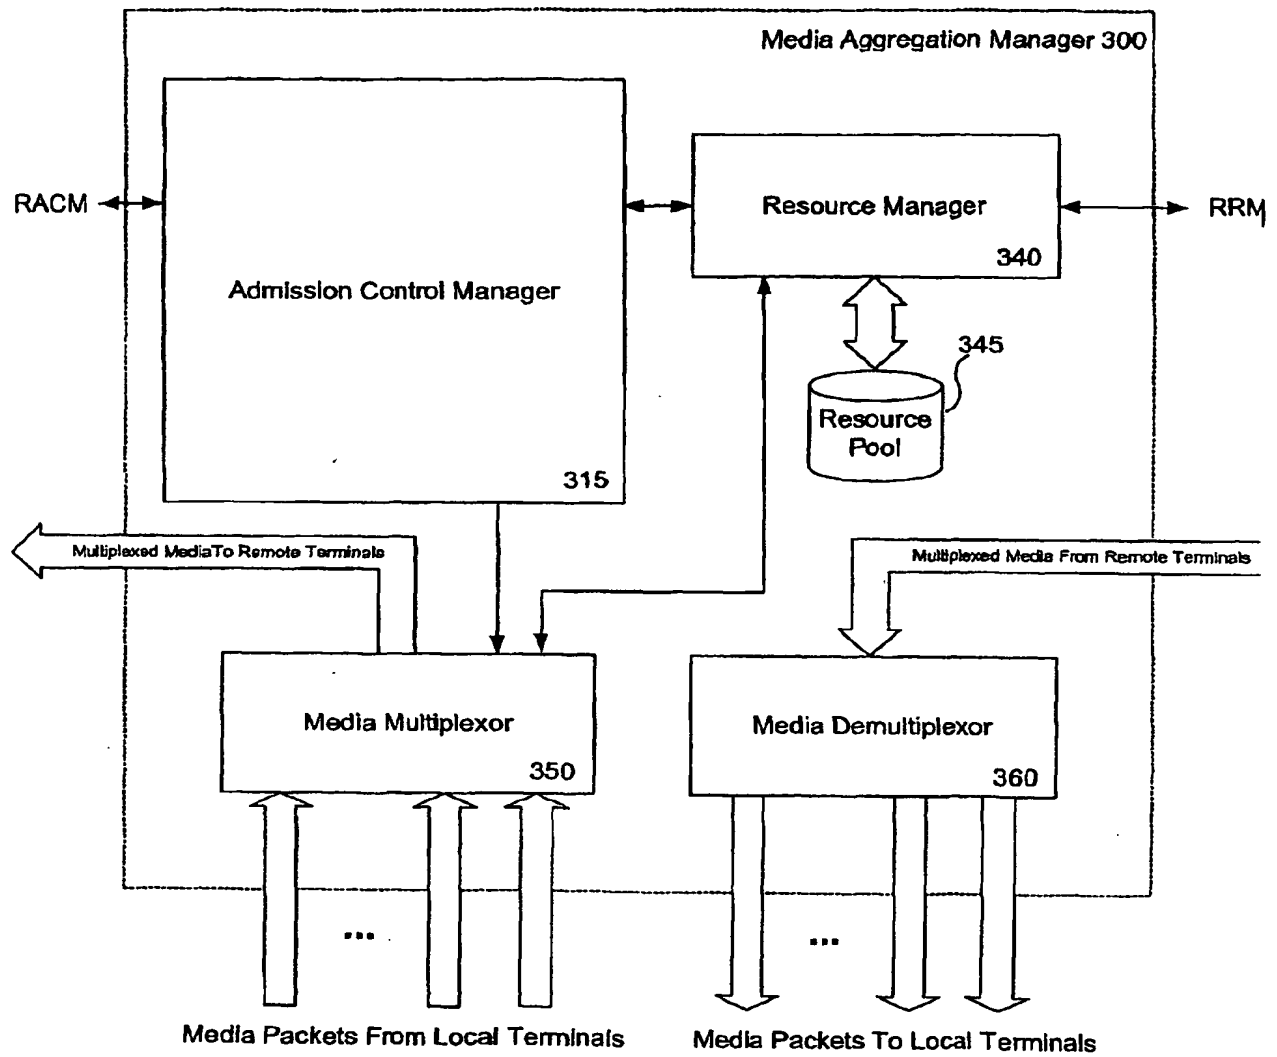 Media Aggregation Manager 300
RACM
Resource Manager
RRM
340
Admission Control Manager
345
Resource
Pool
315
Multiplexed MediaTo Remote Terminals
Multiplexed Media From Remote Terminals
Media Multiplexor
350
Media Demultiplexor
360
...
...
Media Packets From Local Terminals
Media Packets To Local Terminals